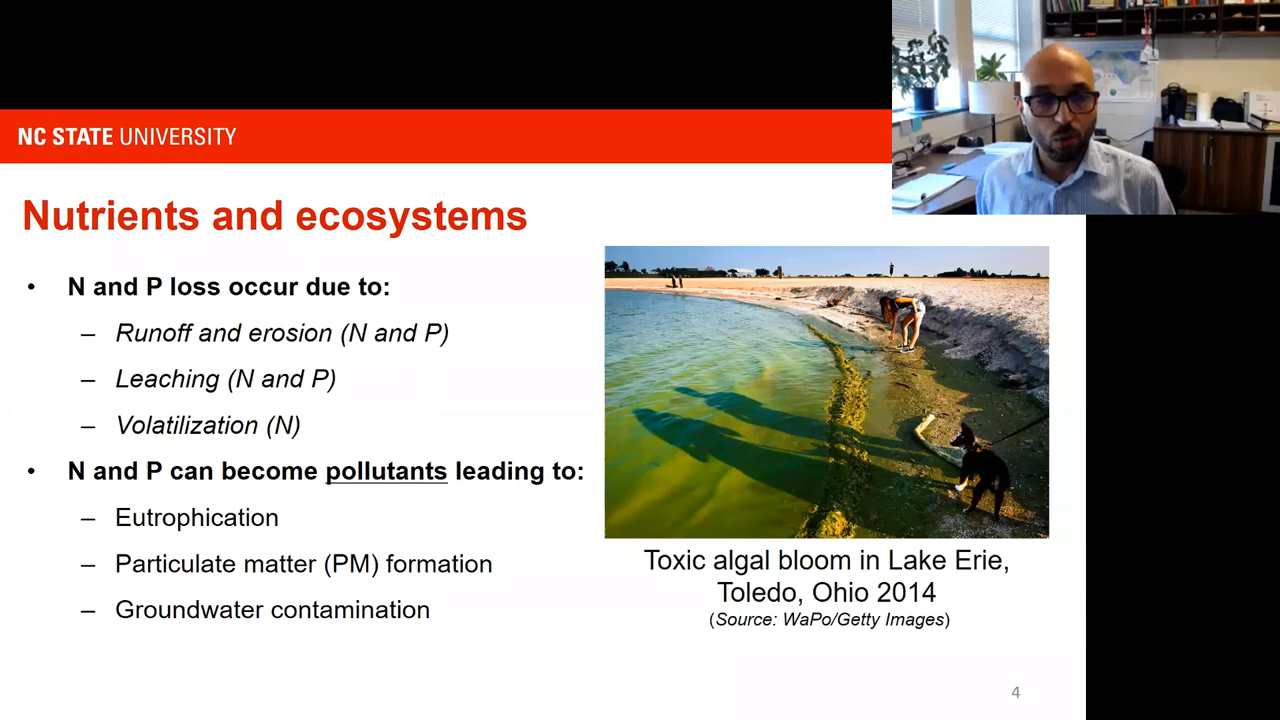 NC STATE UNIVERSITY
Nutrients and ecosystems
• N and P loss occur due to:
– Runoff and erosion (N and P)
– Leaching (N and P)
– Volatilization (N)
• N and P can become pollutants leading to:
– Eutrophication
– Particulate matter (PM) formation
– Groundwater contamination
Toxic algal bloom in Lake Erie,
Toledo, Ohio 2014
(Source: WaPo/Getty Images)
4